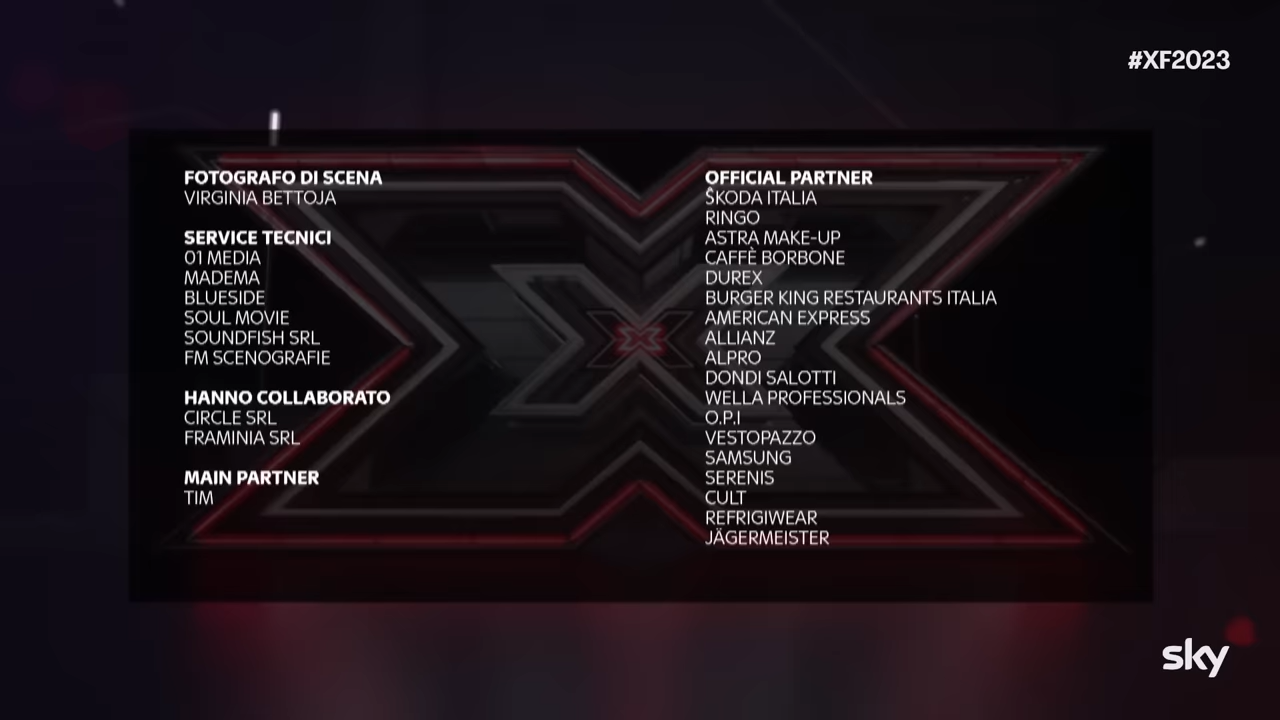 #XF2023
FOTOGRAFO DI SCENA
VIRGINIA BETTOJA
SERVICE TECNICI
01 MEDIA
MADEMA
BLUESIDE
SOUL MOVIE
SOUNDFISH SRL
FM SCENOGRAFIE
HANNO COLLABORATO
CIRCLE SRL
FRAMINIA SRL
MAIN PARTNER
TIM
OFFICIAL PARTNER
ŠKODA ITALIA
RINGO
ASTRA MAKE-UP
CAFFÈ BORBONE
DUREX
BURGER KING RESTAURANTS ITALIA
AMERICAN EXPRESS
ALLIANZ
ALPRO
DONDI SALOTTI
WELLA PROFESSIONALS
O.P.I
VESTOPAZZO
SAMSUNG
SERENIS
CULT
REFRIGIWEAR
JÄGERMEISTER
sky